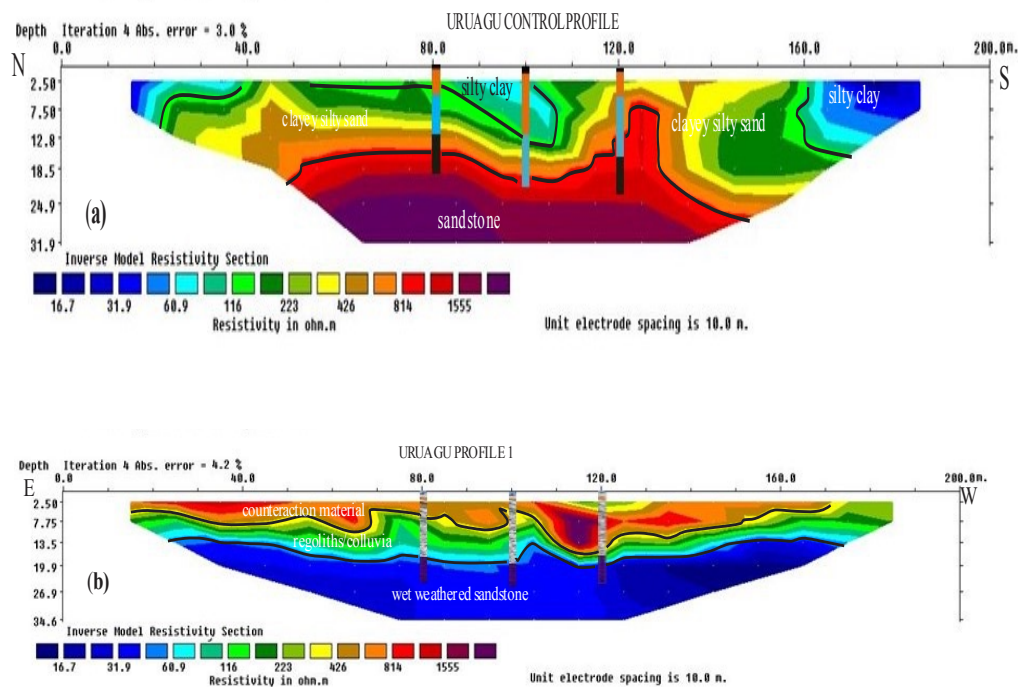 URUAGU CONTROL PROFILE
Depth Iteration 4 Abs. error = 3.0 %
0.0 40.0 80.0 120.0 160.0 200.0m.
N
S
2.50
7.50
12.8
18.5
24.9
31.9
silty clay
silty clay
clayey silty sand
clayey silty sand
sandstone
(a)
Inverse Model Resistivity Section
16.7 31.9 60.9 116 223 426 814 1555
Resistivity in ohm.m
Unit electrode spacing is 10.0 m.
URUAGU PROFILE 1
Depth Iteration 4 Abs. error = 4.2 %
0.0 40.0 80.0 120.0 160.0 200.0m.
E
W
2.50
7.75
13.5
19.9
26.9
34.6
counteraction material
regoliths/colluvia
wet weathered sandstone
(b)
Inverse Model Resistivity Section
16.7 31.9 60.9 116 223 426 814 1555
Resistivity in ohm.m
Unit electrode spacing is 10.0 m.